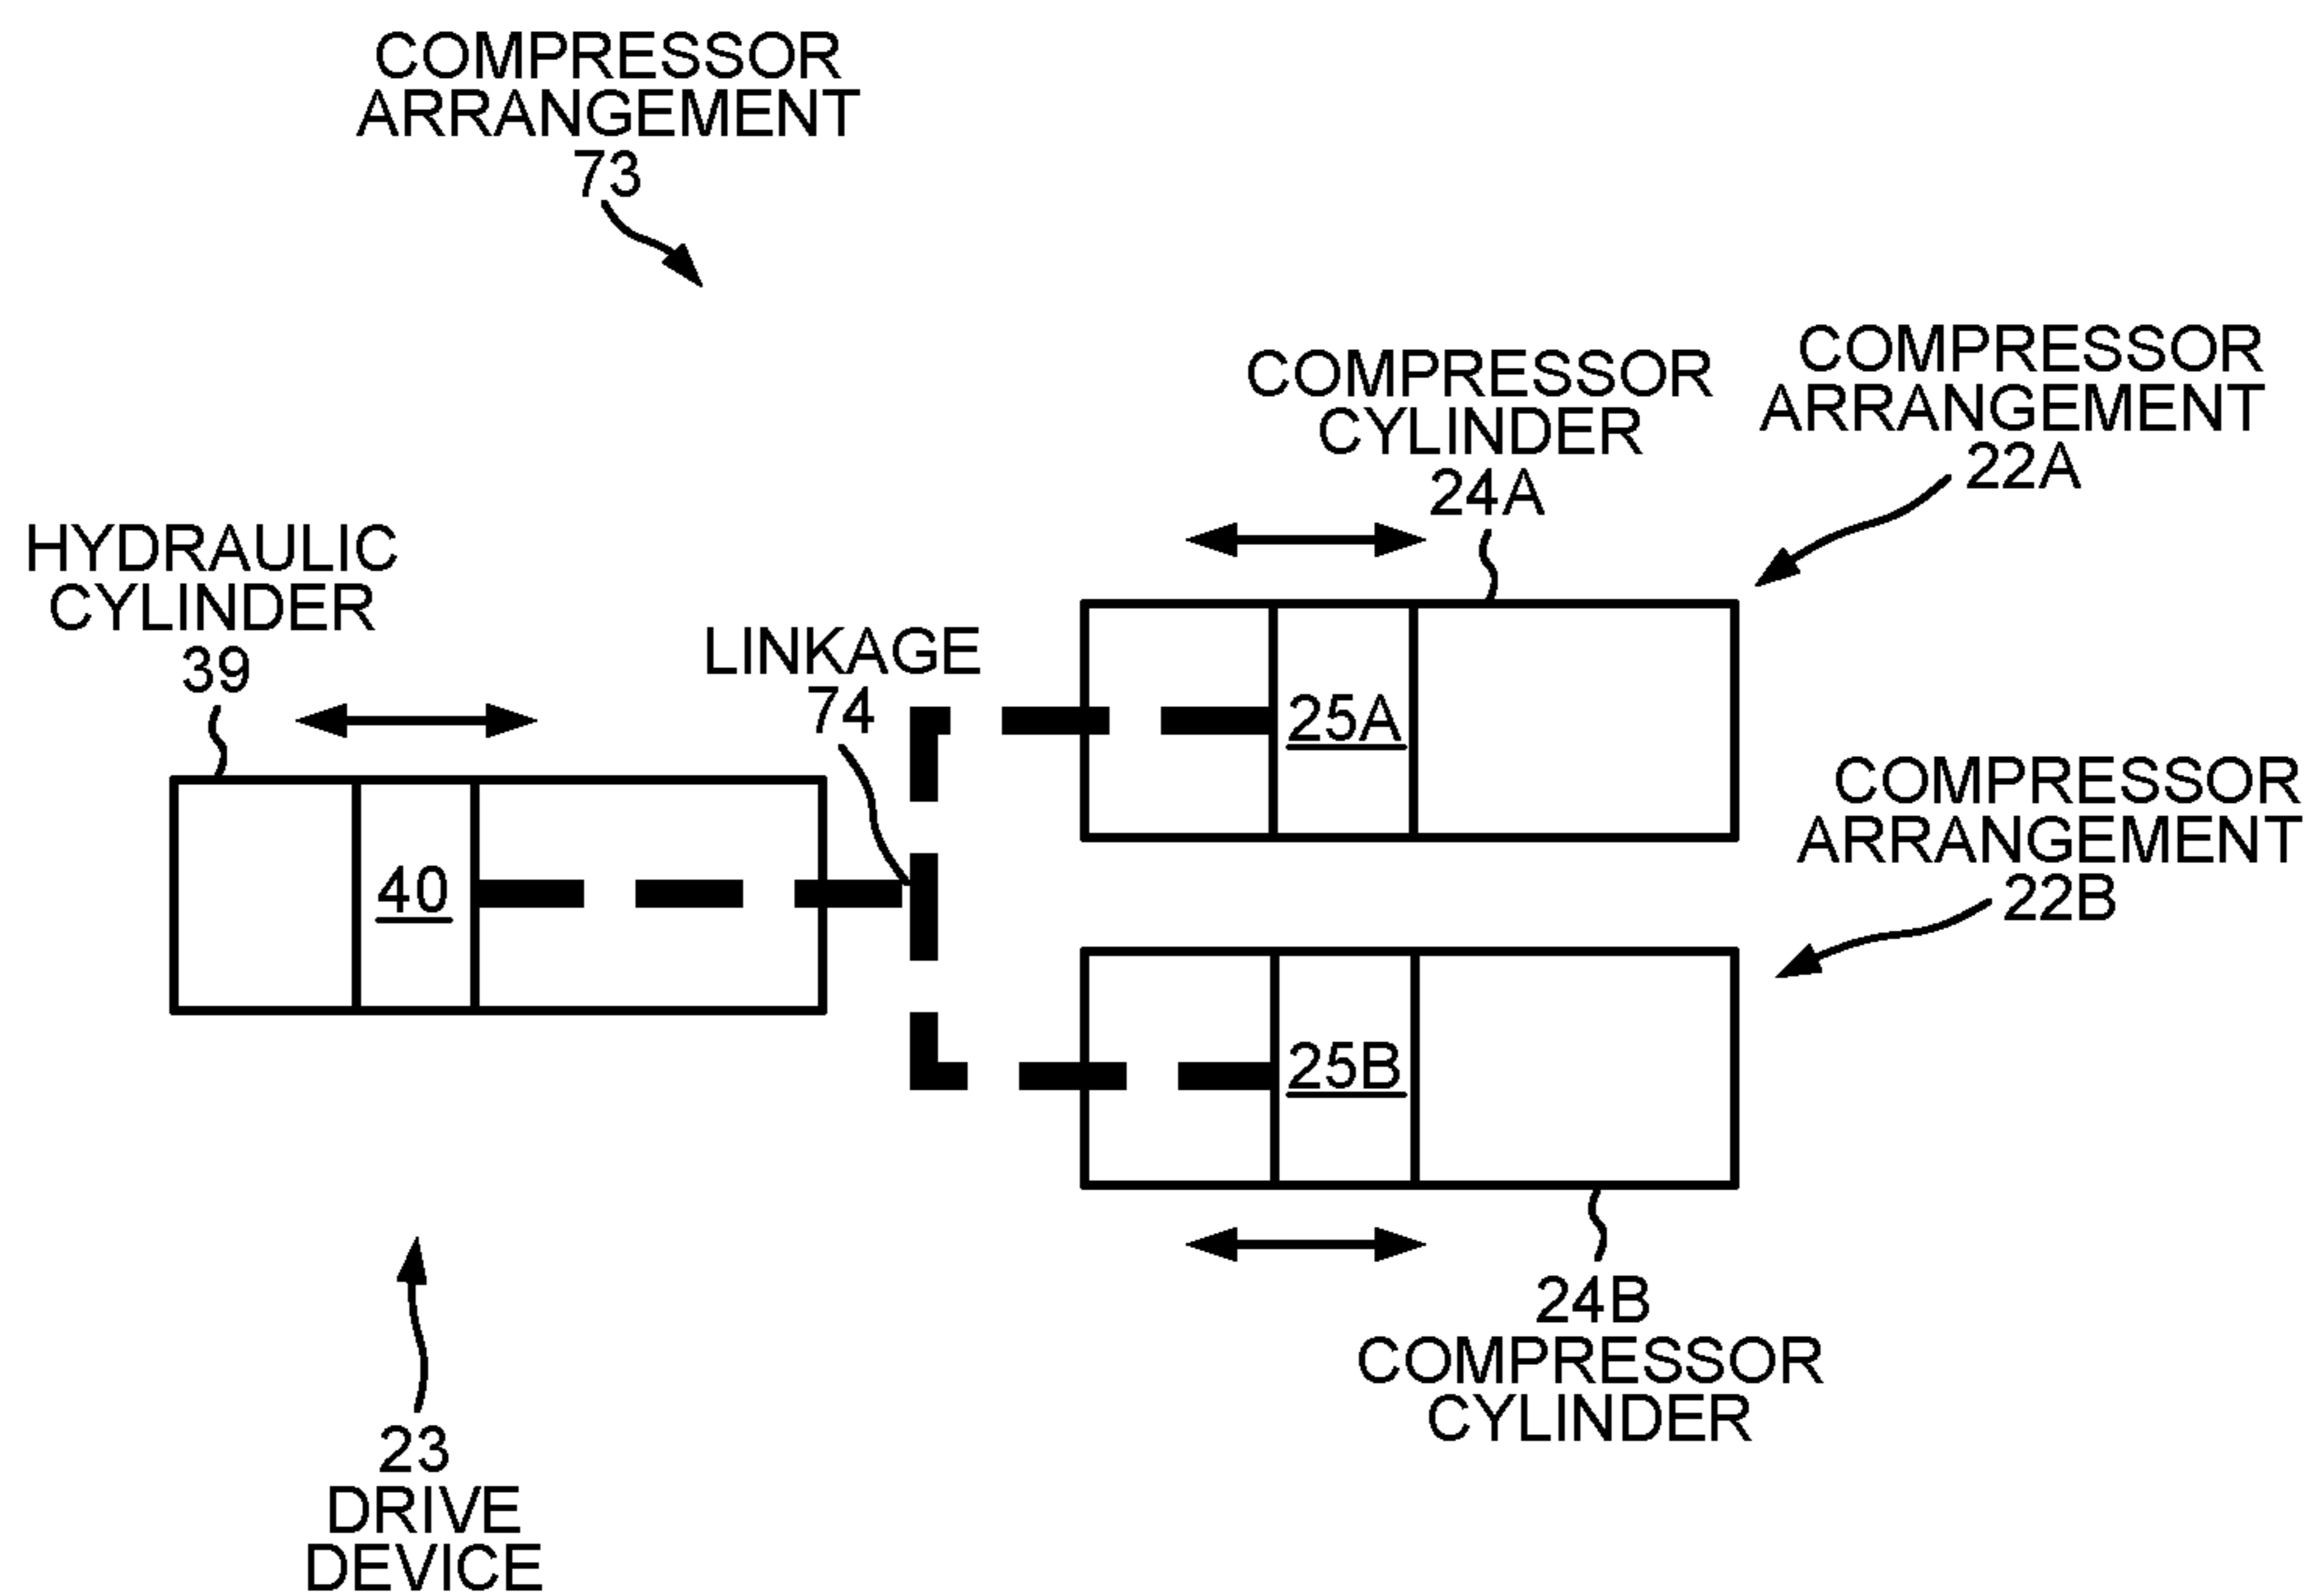 COMPRESSOR
ARRANGEMENT
73
COMPRESSOR
ARRANGEMENT
22A
COMPRESSOR
CYLINDER
24A
HYDRAULIC
CYLINDER
39
LINKAGE
74
25A
40
COMPRESSOR
ARRANGEMENT
22B
25B
24B
COMPRESSOR
CYLINDER
23
DRIVE
DEVICE